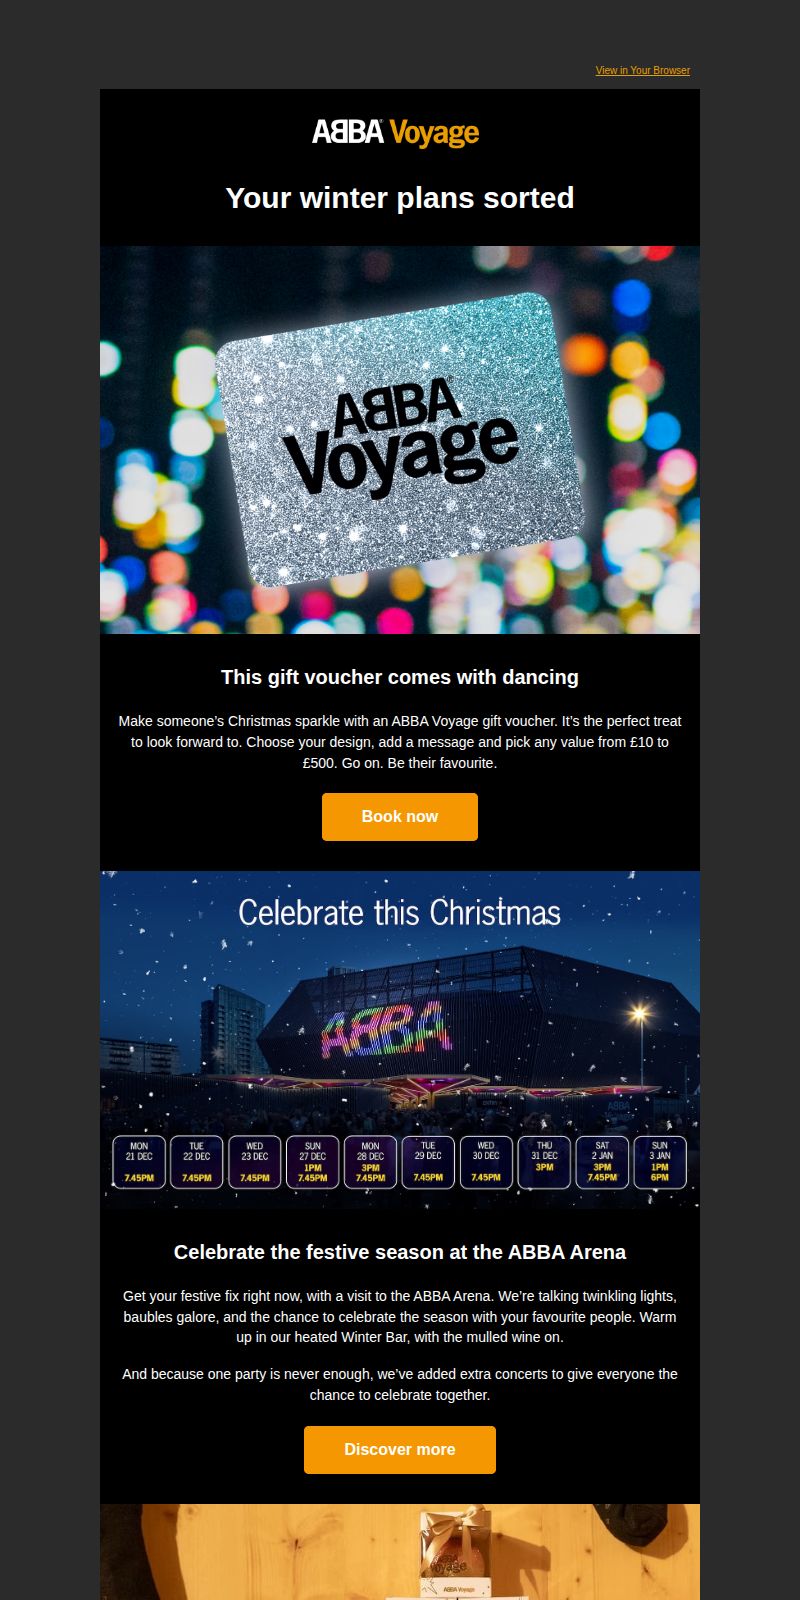 View in Your Browser
ABBA Voyage
Your winter plans sorted
ABBA
Voyage
This gift voucher comes with dancing
Make someone’s Christmas sparkle with an ABBA Voyage gift voucher. It’s the perfect treat
to look forward to. Choose your design, add a message and pick any value from £10 to
£500. Go on. Be their favourite.
Book now
Celebrate this Christmas
ABBA
ENTRY
ABBA
MON
21 DEC
7.45PM
TUE
22 DEC
7.45PM
WED
23 DEC
7.45PM
SUN
27 DEC
1PM
7.45PM
MON
28 DEC
3PM
7.45PM
TUE
29 DEC
7.45PM
WED
30 DEC
7.45PM
THU
31 DEC
3PM
SAT
2 JAN
3PM
7.45PM
SUN
3 JAN
1PM
6PM
Celebrate the festive season at the ABBA Arena
Get your festive fix right now, with a visit to the ABBA Arena. We’re talking twinkling lights,
baubles galore, and the chance to celebrate the season with your favourite people. Warm
up in our heated Winter Bar, with the mulled wine on.
And because one party is never enough, we’ve added extra concerts to give everyone the
chance to celebrate together.
Discover more
ABBA
Voyage
ABBA Voyage